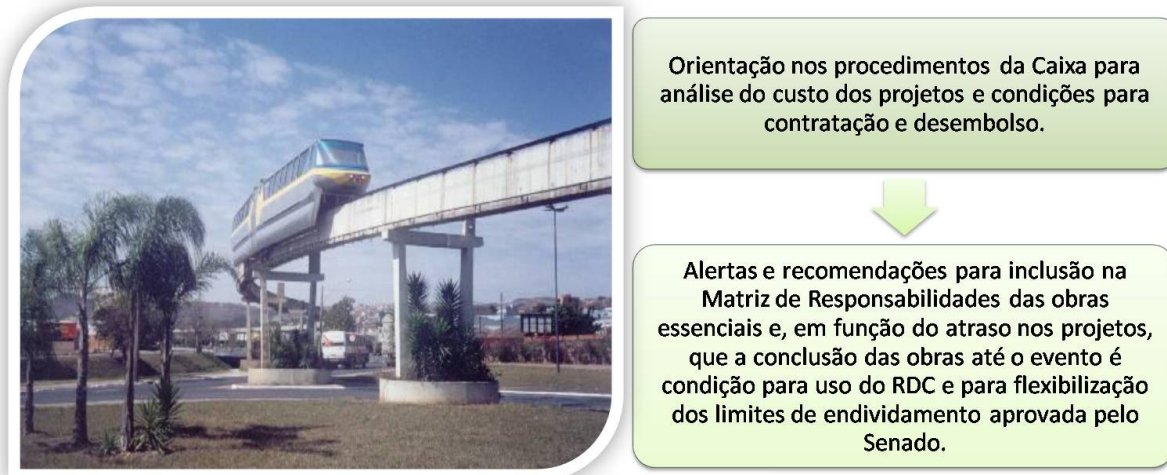 Orientação nos procedimentos da Caixa para
análise do custo dos projetos e condições para
contratação e desembolso.
Alertas e recomendações para inclusão na
Matriz de Responsabilidades das obras
essenciais e, em função do atraso nos projetos,
que a conclusão das obras até o evento é
condição para uso do RDC e para flexibilização
dos limites de endividamento aprovada pelo
Senado.